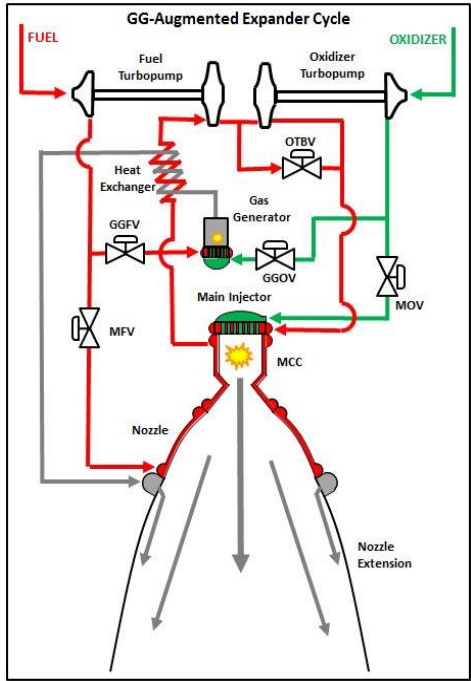 GG-Augmented Expander Cycle
FUEL
OXIDIZER
Fuel
Turbopump
Oxidizer
Turbopump
OTBV
Heat
Exchanger
Gas
Generator
GGFV
GGOV
MFV
Main Injector
MOV
MCC
Nozzle
Nozzle
Extension